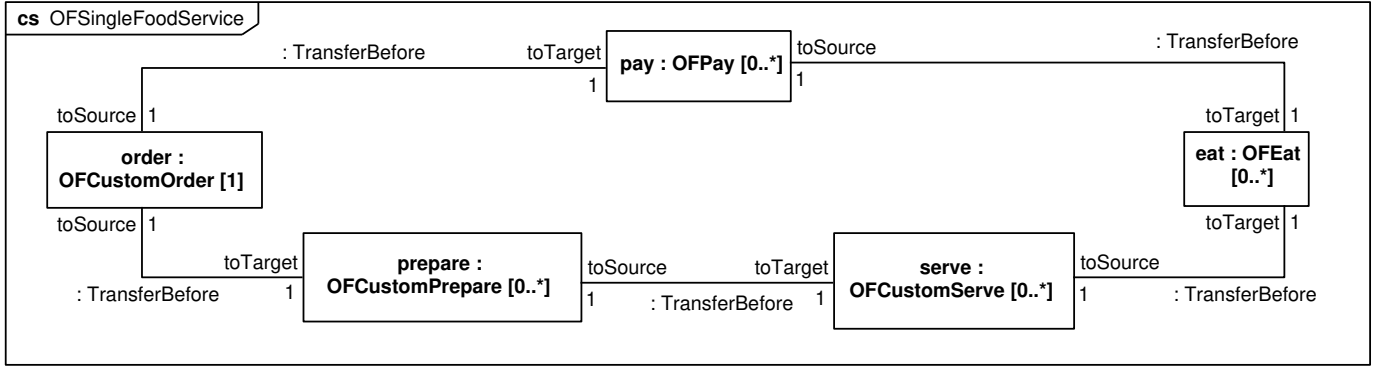 cs OFSingleFoodService
: TransferBefore
toTarget
1
pay : OFPay [0..*]
toSource
1
: TransferBefore
toSource 1
toTarget 1
order :
OFCustomOrder [1]
eat : OFEat
[0..*]
toSource 1
toTarget 1
toTarget
1
: TransferBefore
prepare :
OFCustomPrepare [0..*]
toSource
1
: TransferBefore
toTarget
1
serve :
OFCustomServe [0..*]
toSource
1
: TransferBefore